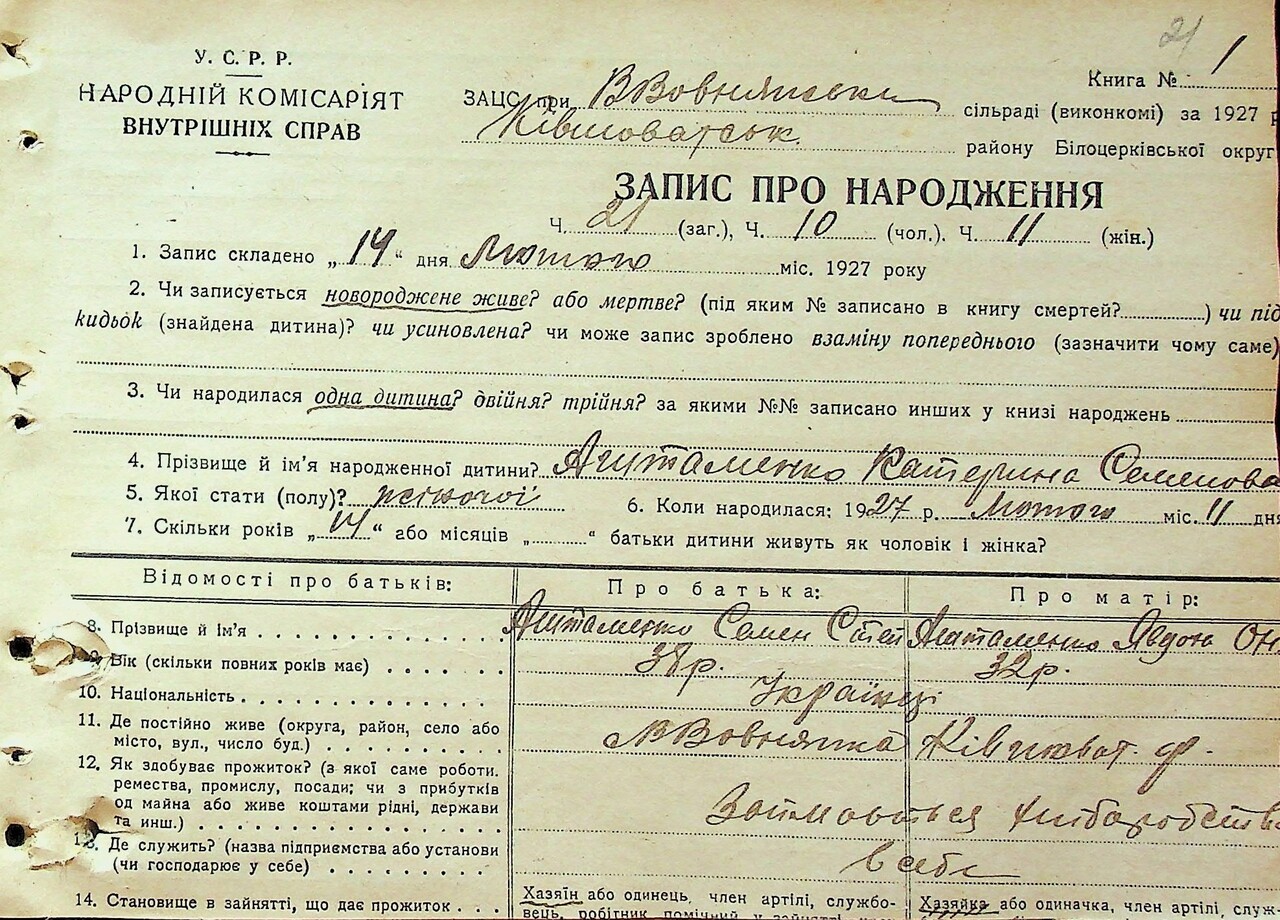 21
У. С. Р. Р.
НАРОДНІЙ КОМІСАРІЯТ
ВНУТРІШНІХ СПРАВ
Книга № 1
ЗАЦС при ВВовнянськи сільраді (виконкомі) за 1927 р
Ківшоватськ. району Білоцерківської округ
ЗАПИС ПРО НАРОДЖЕННЯ
Ч. 21 (заг.), Ч. 10 (чол.). Ч. 11 (жін.)
1. Запис складено „14“ дня Лютого міс. 1927 року
2. Чи записується новороджене живе? або мертве? (під яким № записано в книгу смертей?) чи під
кидьок (знайдена дитина)? чи усиновлена? чи може запис зроблено взаміну попереднього (зазначити чому саме)
3. Чи народилася одна дитина? двійня? трійня? за якими №№ записано инших у книзі народжень
4. Прізвище й ім'я народженної дитини? Катерина Семенова
5. Якої стати (полу)? жіночої 6. Коли народилася: 1927 р. Лютого міс. 11 дня
7. Скільки років „14“ або місяців „ “ батьки дитини живуть як чоловік і жінка?
Відомості про батьків: Про батька: Про матір:
8. Прізвище й ім'я Семен Явдоха
9. Вік (скільки повних років має) 38р. 32р.
10. Національність Українці
11. Де постійно живе (округа, район, село або
місто, вул., число буд.) ВВовнянка Ківшоват. р.
12. Як здобуває прожиток? (з якої саме роботи.
ремества, промислу, посади; чи з прибутків
од майна або живе коштами рідні, держави
та инш.) Займається хліборобств
13. Де служить? (назва підприємства або установи
(чи господарює у себе) в себе
14. Становище в зайнятті, що дає прожиток
Хазяїн або одинець, член артілі, службо-
вець, робітник помічний у зайнятті
Хазяйка або одиначка, член артілі, служ